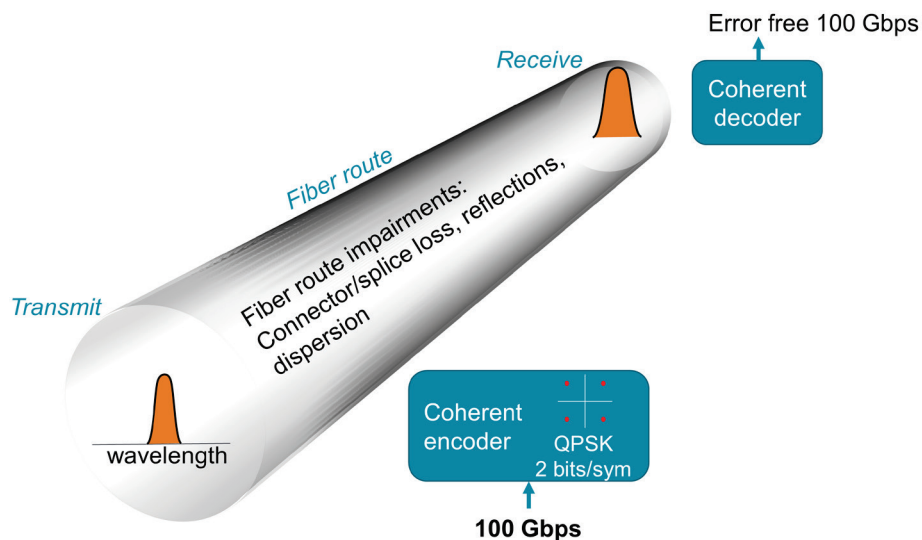 Error free 100 Gbps
Receive
Coherent
decoder
Fiber route
Fiber route impairments:
Connector/splice loss, reflections,
dispersion
Transmit
wavelength
Coherent
encoder
QPSK
2 bits/sym
100 Gbps